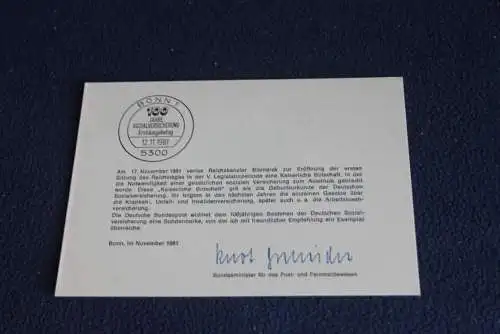 BONN 1
100
JAHRE
SOZIALVERSICHERUNG
Erstausgabetag
12.11.1981
5300
Am 17. November 1881 verlas Reichskanzler Bismarck zur Eröffnung der ersten
Sitzung des Reichstages in der V. Legislaturperiode eine Kaiserliche Botschaft, in der
die Notwendigkeit einer gesetzlichen sozialen Versicherung zum Ausdruck gebracht
wurde. Diese „Kaiserliche Botschaft" gilt als die Geburtsurkunde der Deutschen
Sozialversicherung. Ihr folgten in den nächsten Jahren die einzelnen Gesetze über
die Kranken-, Unfall- und Invalidenversicherung, später auch u. a. die Arbeitslosen-
versicherung.
Die Deutsche Bundespost widmet dem 100jährigen Bestehen der Deutschen Sozial-
versicherung eine Sondermarke, von der ich mit freundlicher Empfehlung ein Exemplar
überreiche.
Bonn, im November 1981
Bundesminister für das Post- und Fernmeldewesen